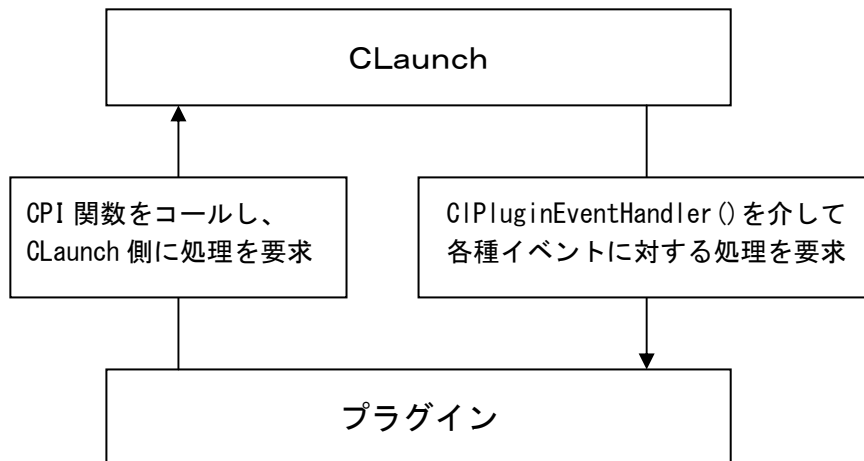 CLaunch
CPI 関数をコールし、
CLaunch 側に処理を要求
ClPluginEventHandler()を介して
各種イベントに対する処理を要求
プラグイン